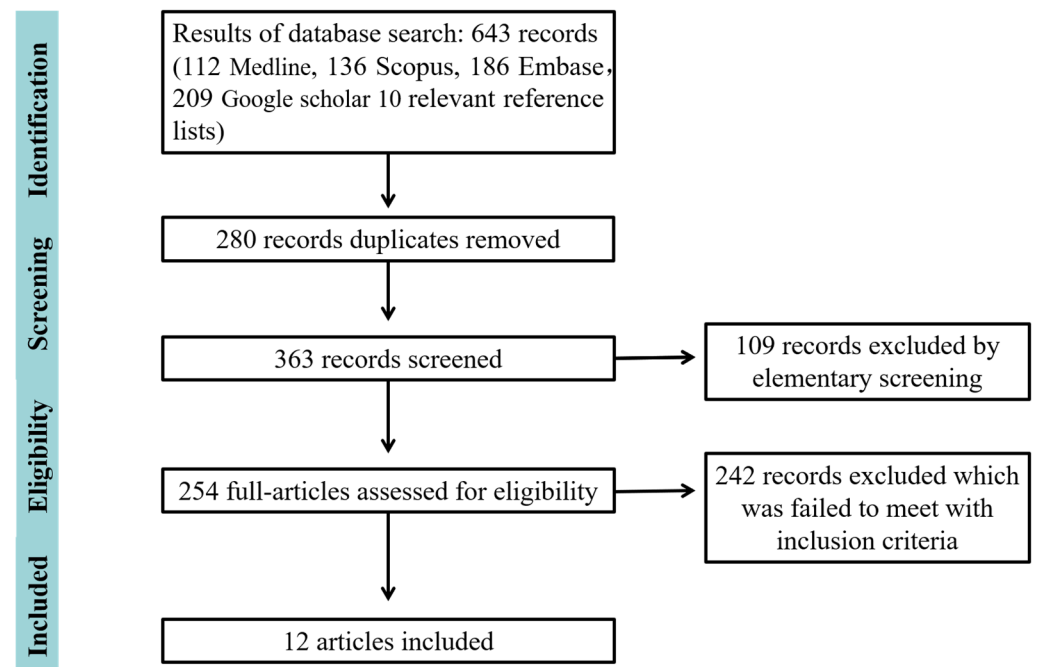 Identification
Results of database search: 643 records
(112 Medline, 136 Scopus, 186 Embase，
209 Google scholar 10 relevant reference
lists)
Screening
280 records duplicates removed
363 records screened
109 records excluded by
elementary screening
Eligibility
254 full-articles assessed for eligibility
242 records excluded which
was failed to meet with
inclusion criteria
Included
12 articles included